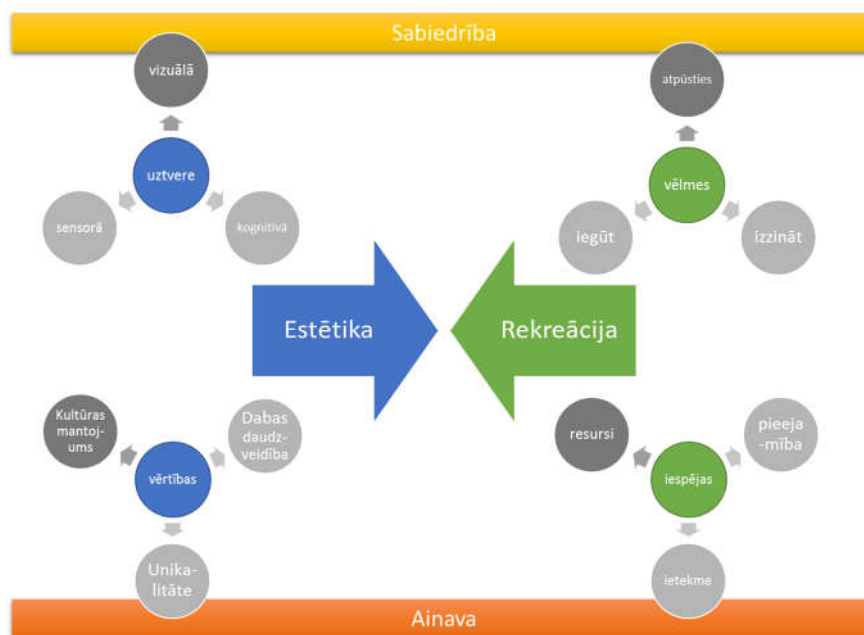 Sabiedrība
vizuālā
uztvere
sensorā
kognitīvā
atpūsties
vēlmes
iegūt
izzināt
Estētika
Rekreācija
Kultūras
mantoj-
ums
Dabas
daudz-
veidība
vērtības
Unika-
litāte
resursi
pieeja
-mība
iespējas
ietekme
Ainava